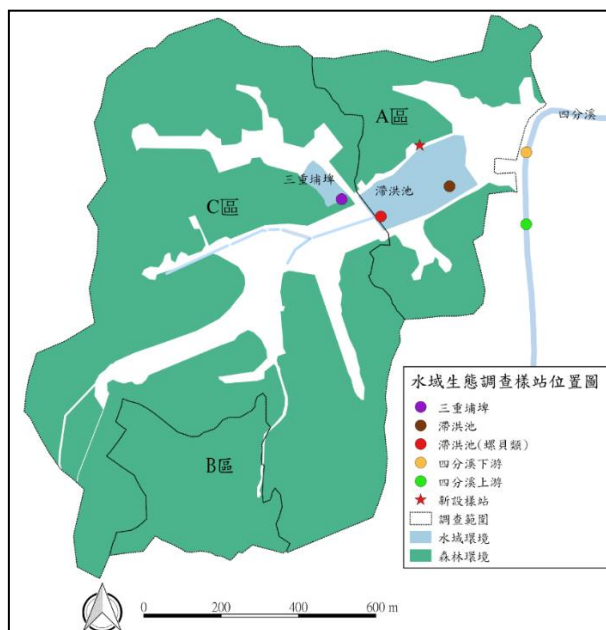 A區
四分溪
三重埔埤
滯洪池
C區
B區
水域生態調查樣站位置圖
三重埔埤
滯洪池
滯洪池(螺貝類)
四分溪下游
四分溪上游
新設樣站
調查範圍
水域環境
森林環境
0 200 400 600 m